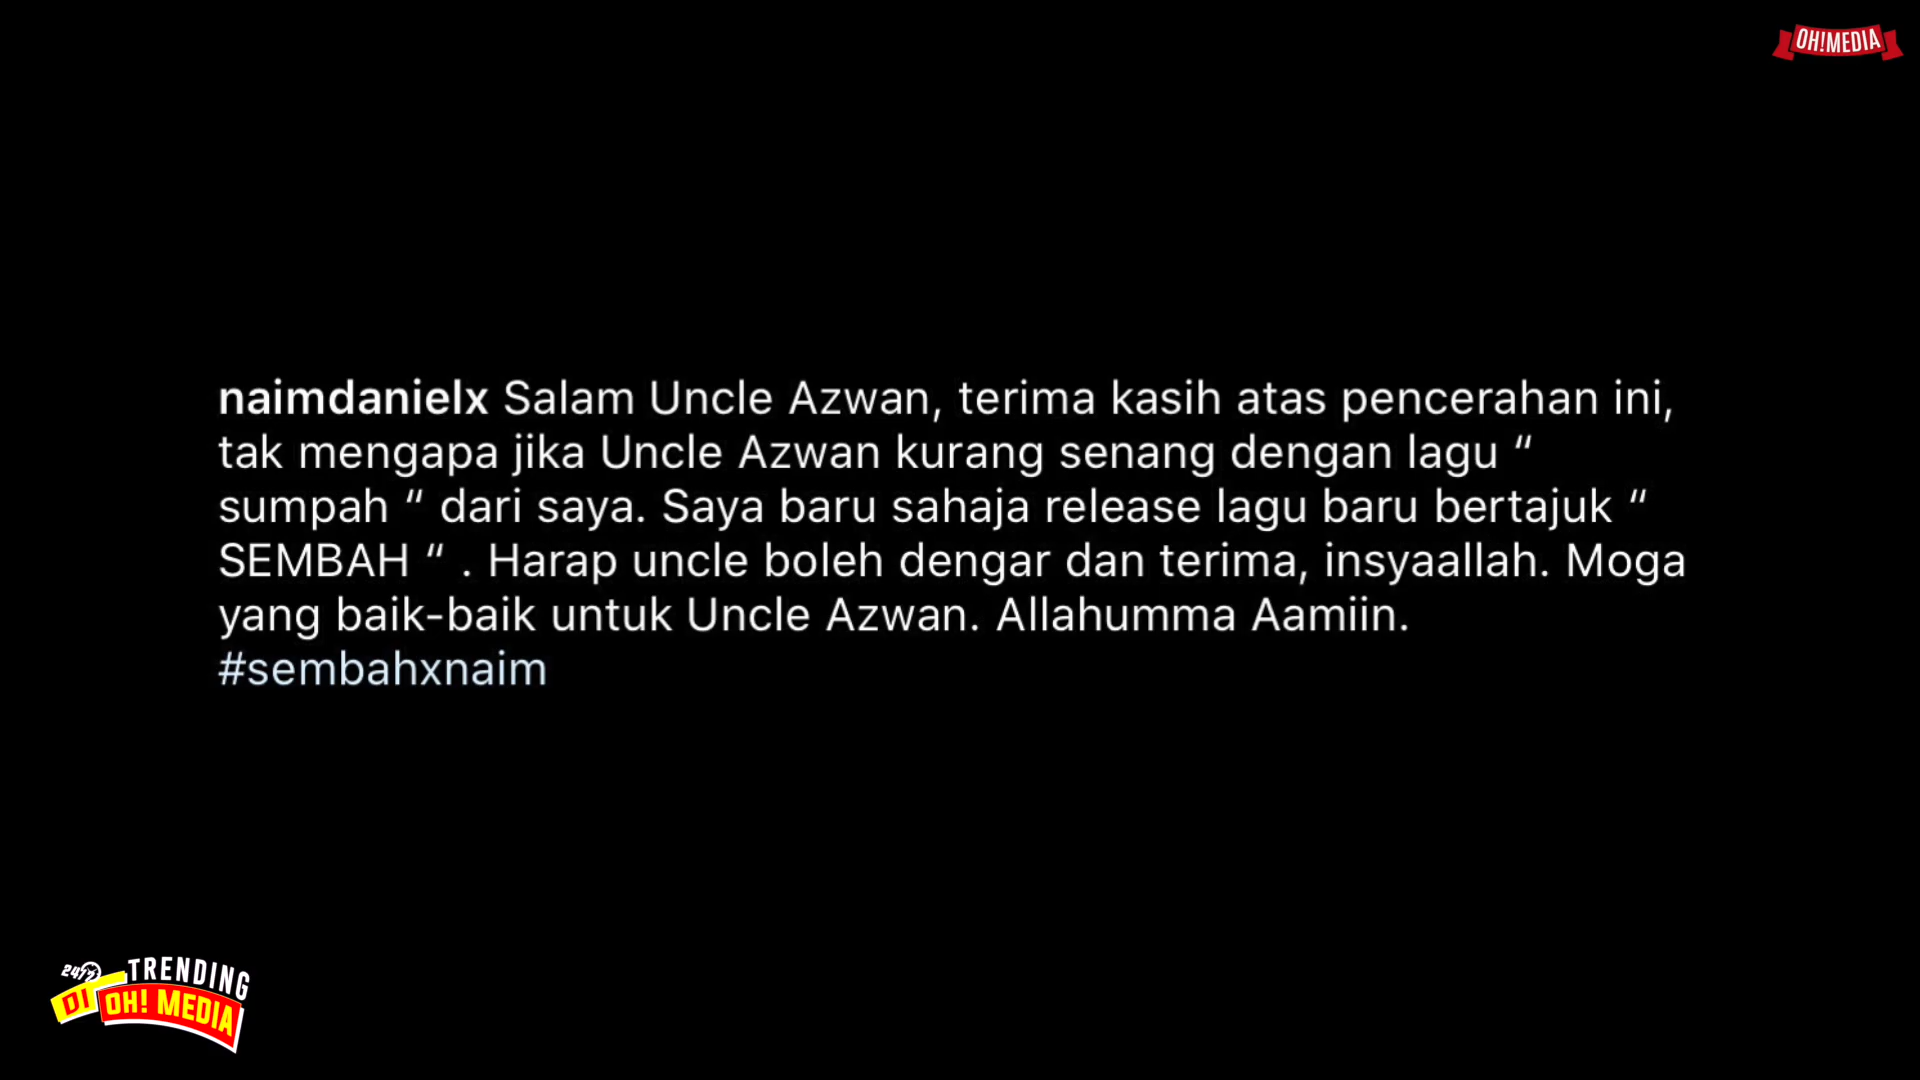 OH!MEDIA
naimdanielx Salam Uncle Azwan, terima kasih atas pencerahan ini,
tak mengapa jika Uncle Azwan kurang senang dengan lagu “
sumpah “ dari saya. Saya baru sahaja release lagu baru bertajuk “
SEMBAH “ . Harap uncle boleh dengar dan terima, insyaallah. Moga
yang baik-baik untuk Uncle Azwan. Allahumma Aamiin.
#sembahxnaim
24/7 TRENDING
DI OH! MEDIA